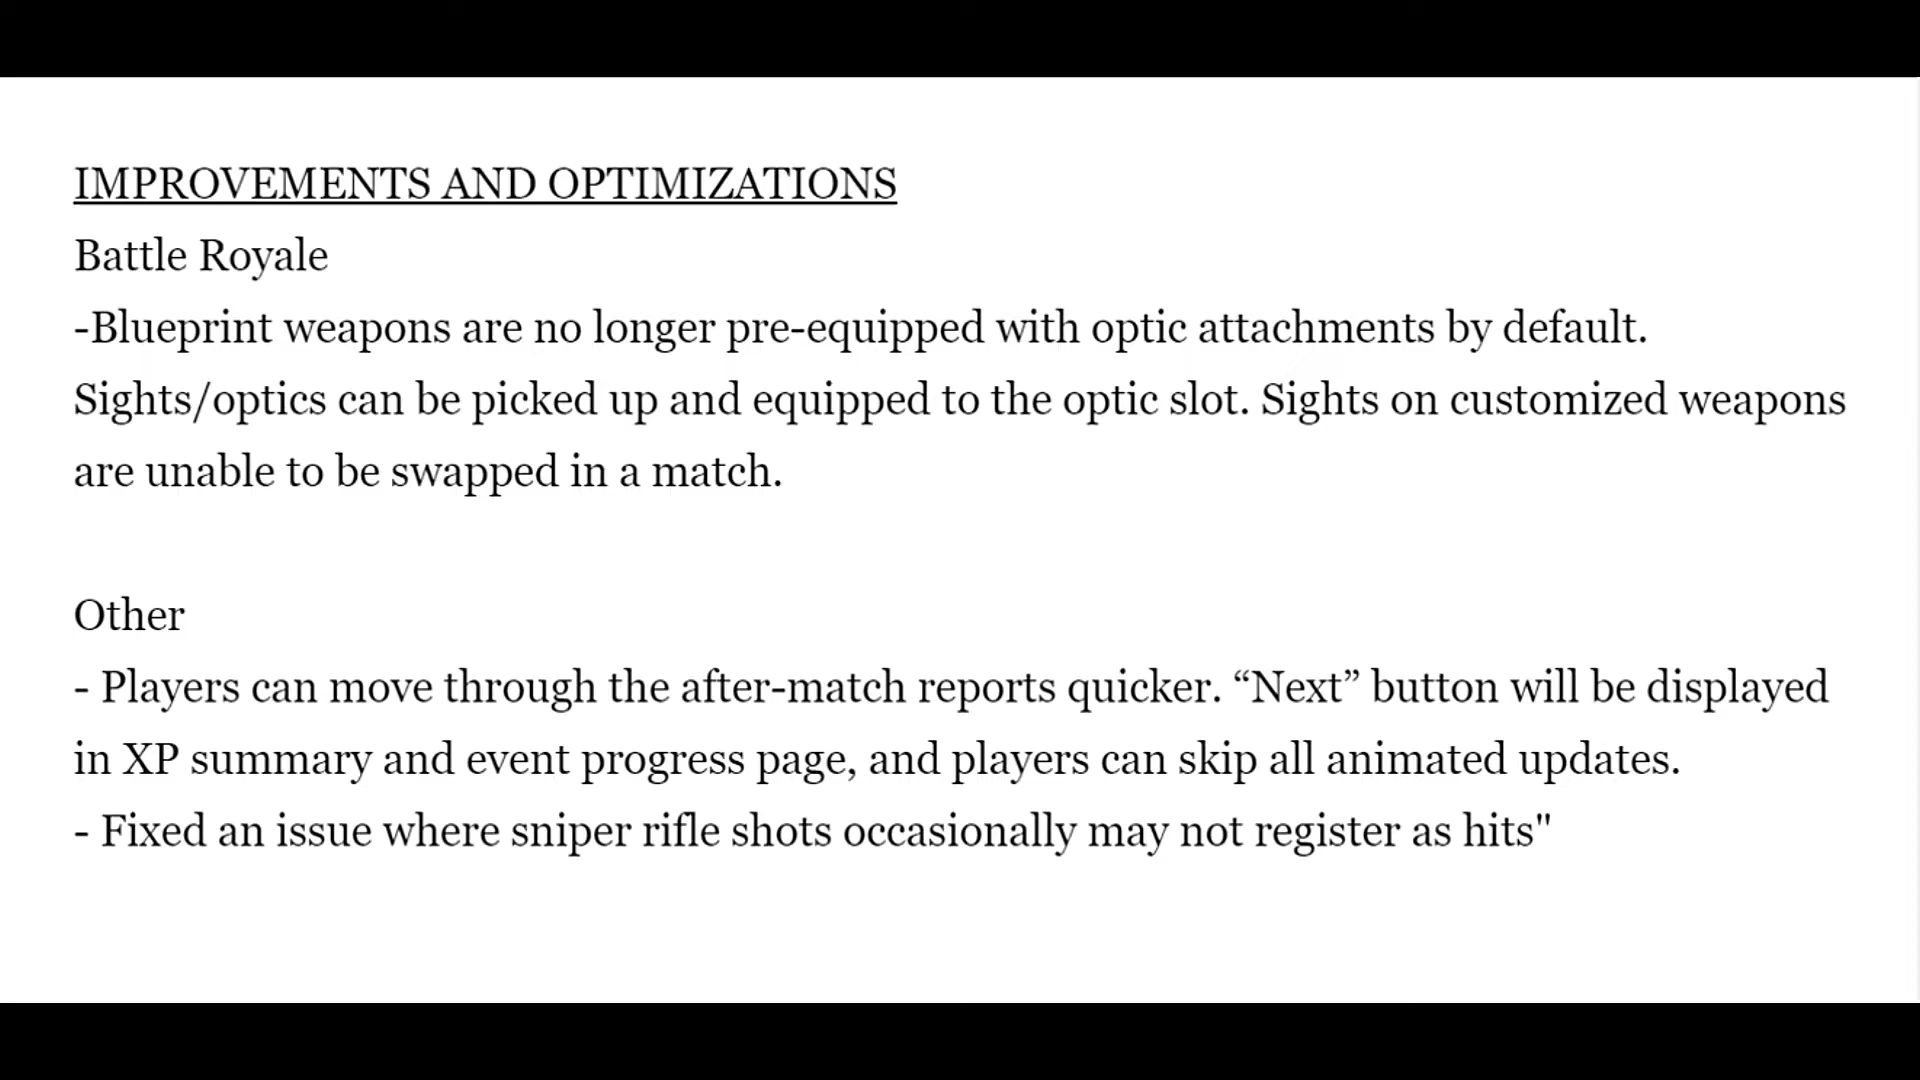 IMPROVEMENTS AND OPTIMIZATIONS
Battle Royale
-Blueprint weapons are no longer pre-equipped with optic attachments by default.
Sights/optics can be picked up and equipped to the optic slot. Sights on customized weapons
are unable to be swapped in a match.
Other
- Players can move through the after-match reports quicker. “Next” button will be displayed
in XP summary and event progress page, and players can skip all animated updates.
- Fixed an issue where sniper rifle shots occasionally may not register as hits"